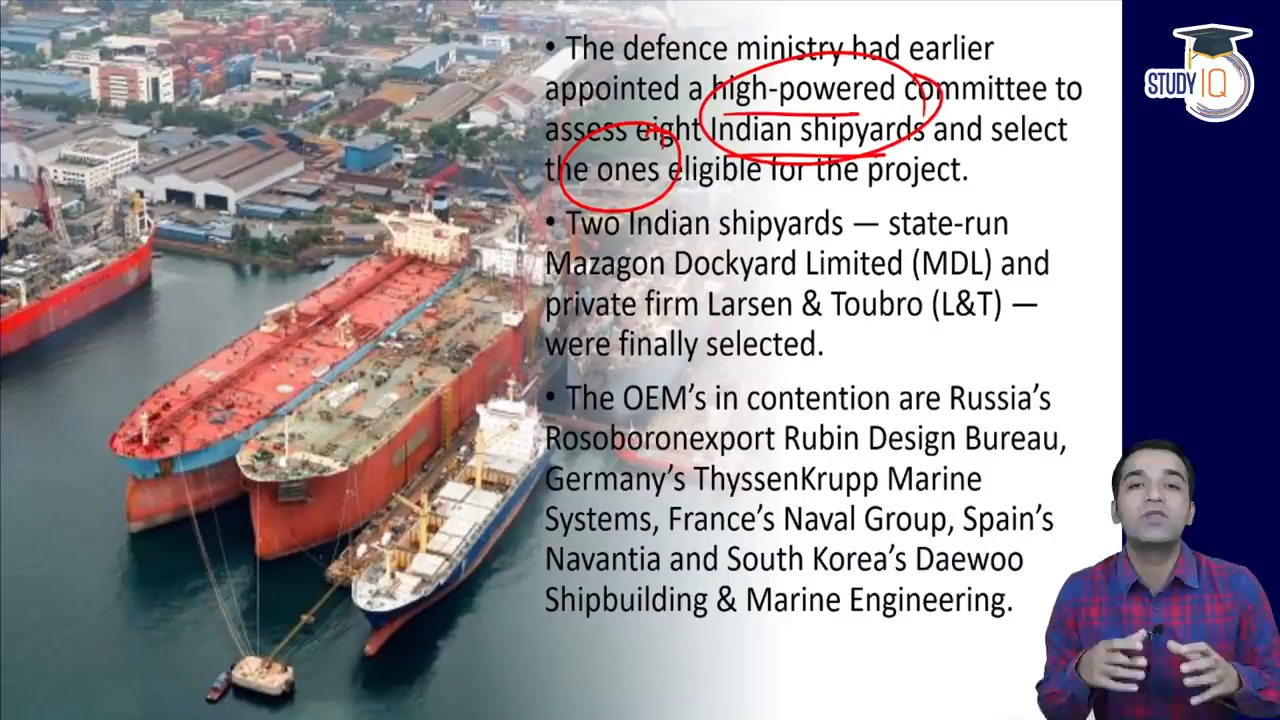 • The defence ministry had earlier
appointed a high-powered committee to
assess eight Indian shipyards and select
the ones eligible for the project.
• Two Indian shipyards — state-run
Mazagon Dockyard Limited (MDL) and
private firm Larsen & Toubro (L&T) —
were finally selected.
• The OEM’s in contention are Russia’s
Rosoboronexport Rubin Design Bureau,
Germany’s ThyssenKrupp Marine
Systems, France’s Naval Group, Spain’s
Navantia and South Korea’s Daewoo
Shipbuilding & Marine Engineering.
STUDY IQ